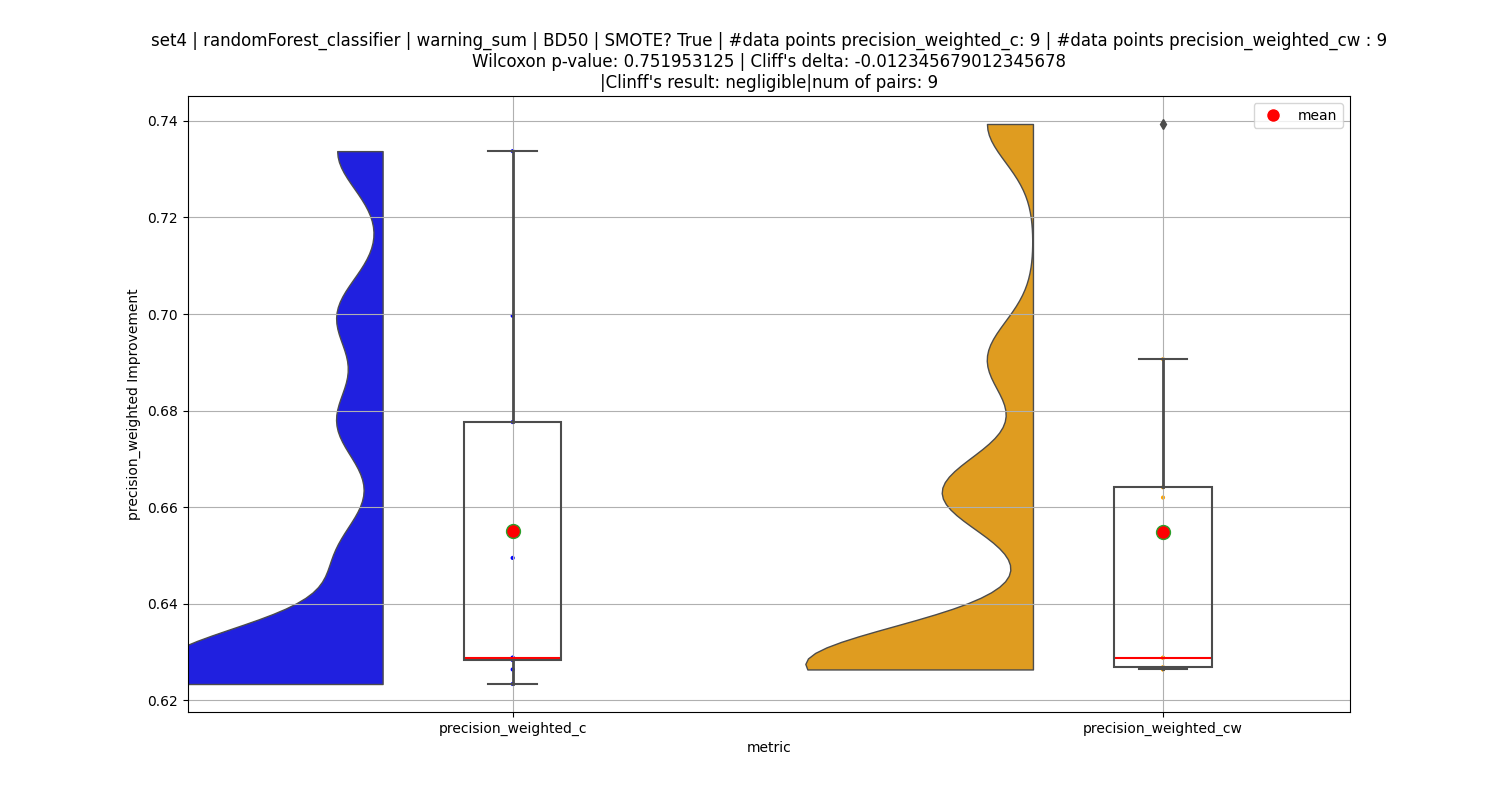 set4 | randomForest_classifier | warning_sum | BD50 | SMOTE? True | #data points precision_weighted_c: 9 | #data points precision_weighted_cw : 9
Wilcoxon p-value: 0.751953125 | Cliff's delta: -0.012345679012345678
|Clinff's result: negligible|num of pairs: 9
mean
0.74
0.72
0.70
0.68
0.66
0.64
0.62
precision_weighted Improvement
precision_weighted_c
precision_weighted_cw
metric